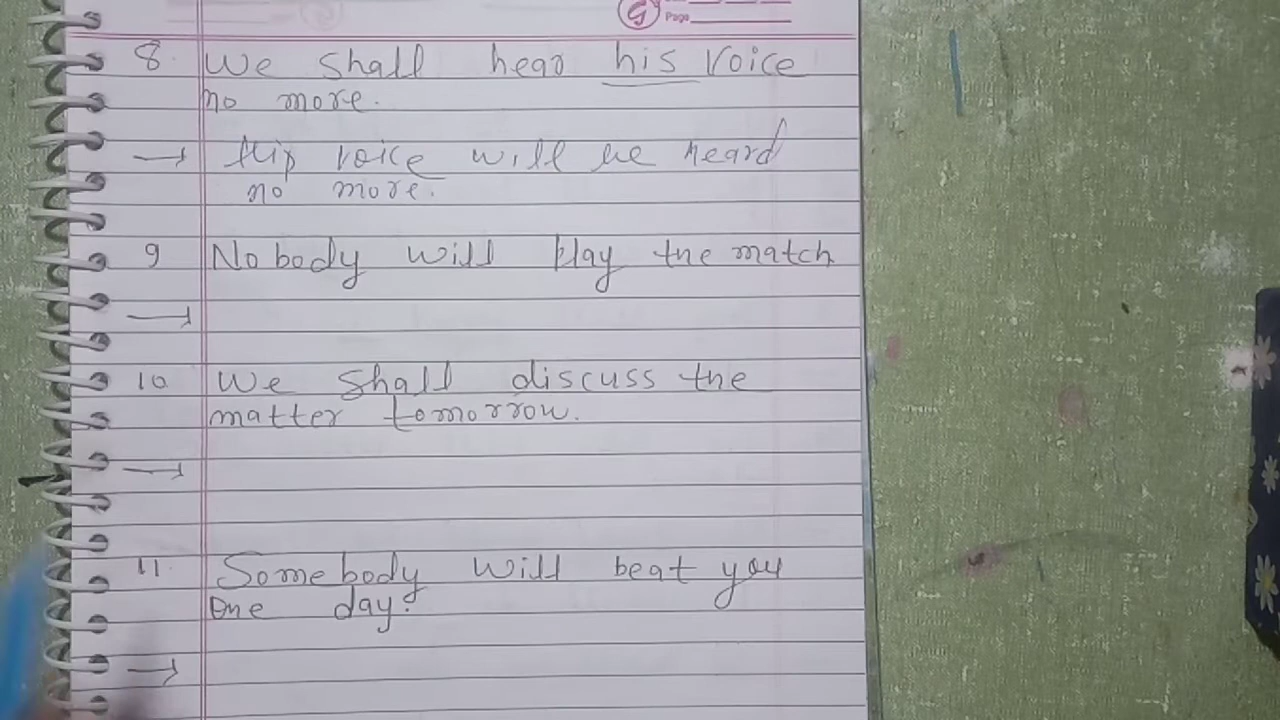 Page
8. We shall hear his voice
no more.
→ His voice will be heard
no more.
9 Nobody will play the match
→
10 We shall discuss the
matter tomorrow.
→
11. Somebody will beat you
One day.
→